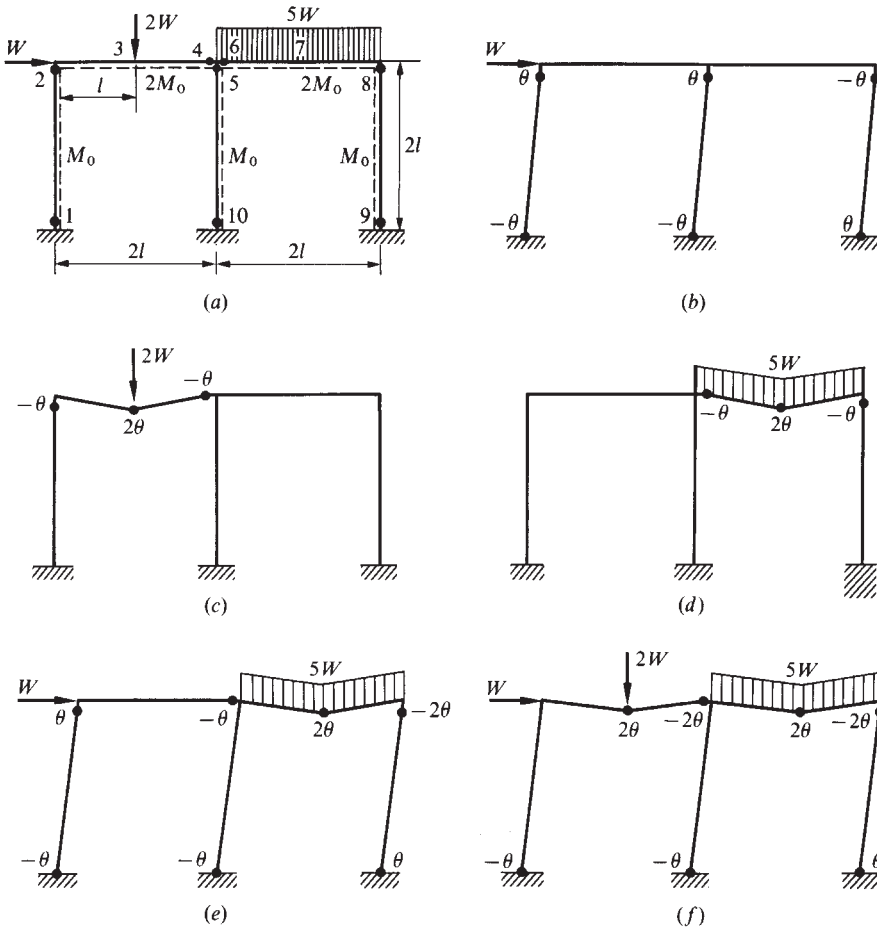 5W
2W
W
3 4 6 7
2 l 2M₀ 5 2M₀ 8
M₀ M₀ M₀ 2l
1 10 9
2l 2l
(a)
W
θ θ −θ
−θ −θ θ
(b)
2W
−θ −θ
2θ
(c)
5W
−θ 2θ −θ
(d)
5W
W
θ −θ 2θ −2θ
−θ −θ θ
(e)
2W 5W
W
2θ −2θ 2θ −2θ
−θ −θ θ
(f)